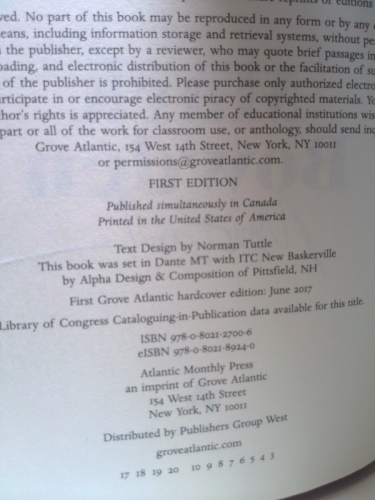 ved. No part of this book may be reproduced in any form or by any
eans, including information storage and retrieval systems, without
the publisher, except by a reviewer, who may quote brief passages in
oading, and electronic distribution of this book or the facilitation of
of the publisher is prohibited. Please purchase only authorized
rticipate in or encourage electronic piracy of copyrighted materials.
hor's rights is appreciated. Any member of educational institutions
part or all of the work for classroom use, or anthology, should send
Grove Atlantic, 154 West 14th Street, New York, NY 10011
or permissions@groveatlantic.com.
FIRST EDITION
Published simultaneously in Canada
Printed in the United States of America
Text Design by Norman Tuttle
This book was set in Dante MT with ITC New Baskerville
by Alpha Design & Composition of Pittsfield, NH
First Grove Atlantic hardcover edition: June 2017
Library of Congress Cataloguing-in-Publication data available for this title.
ISBN 978-0-8021-2700-6
eISBN 978-0-8021-8924-0
Atlantic Monthly Press
an imprint of Grove Atlantic
154 West 14th Street
New York, NY 10011
Distributed by Publishers Group West
groveatlantic.com
17 18 19 20 10 9 8 7 6 5 4 3